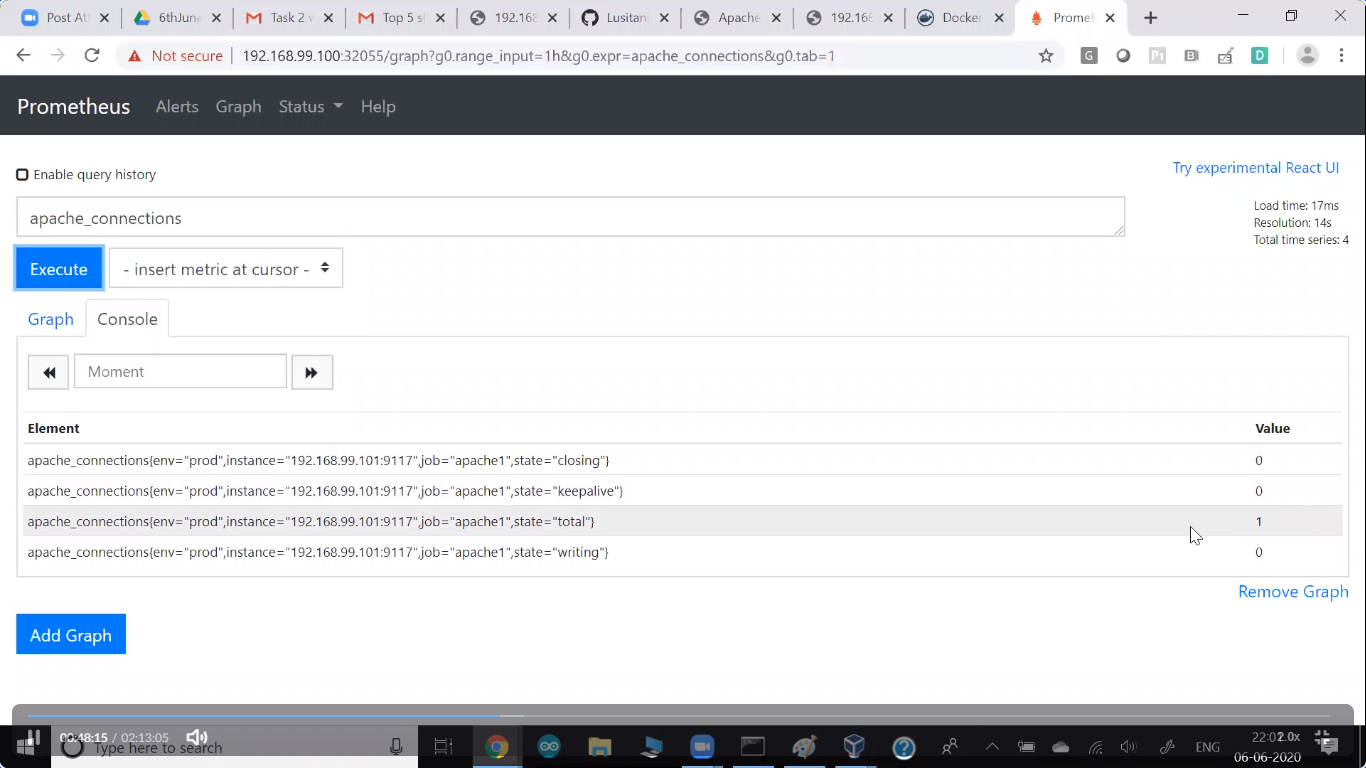 Post At
6thJune
Task 2 v
Top 5 sl
192.168
Lusitani
Apache
192.168
Docker
Promet
Not secure
192.168.99.100:32055/graph?g0.range_input=1h&g0.expr=apache_connections&g0.tab=1
Prometheus Alerts Graph Status Help
Enable query history
Try experimental React UI
apache_connections
Load time: 17ms
Resolution: 14s
Total time series: 4
Execute
- insert metric at cursor -
Graph Console
Moment
Element Value
apache_connections{env="prod",instance="192.168.99.101:9117",job="apache1",state="closing"} 0
apache_connections{env="prod",instance="192.168.99.101:9117",job="apache1",state="keepalive"} 0
apache_connections{env="prod",instance="192.168.99.101:9117",job="apache1",state="total"} 1
apache_connections{env="prod",instance="192.168.99.101:9117",job="apache1",state="writing"} 0
Remove Graph
Add Graph
00:48:15 / 02:13:05
Type here to search
ENG
2.0x
06-06-2020